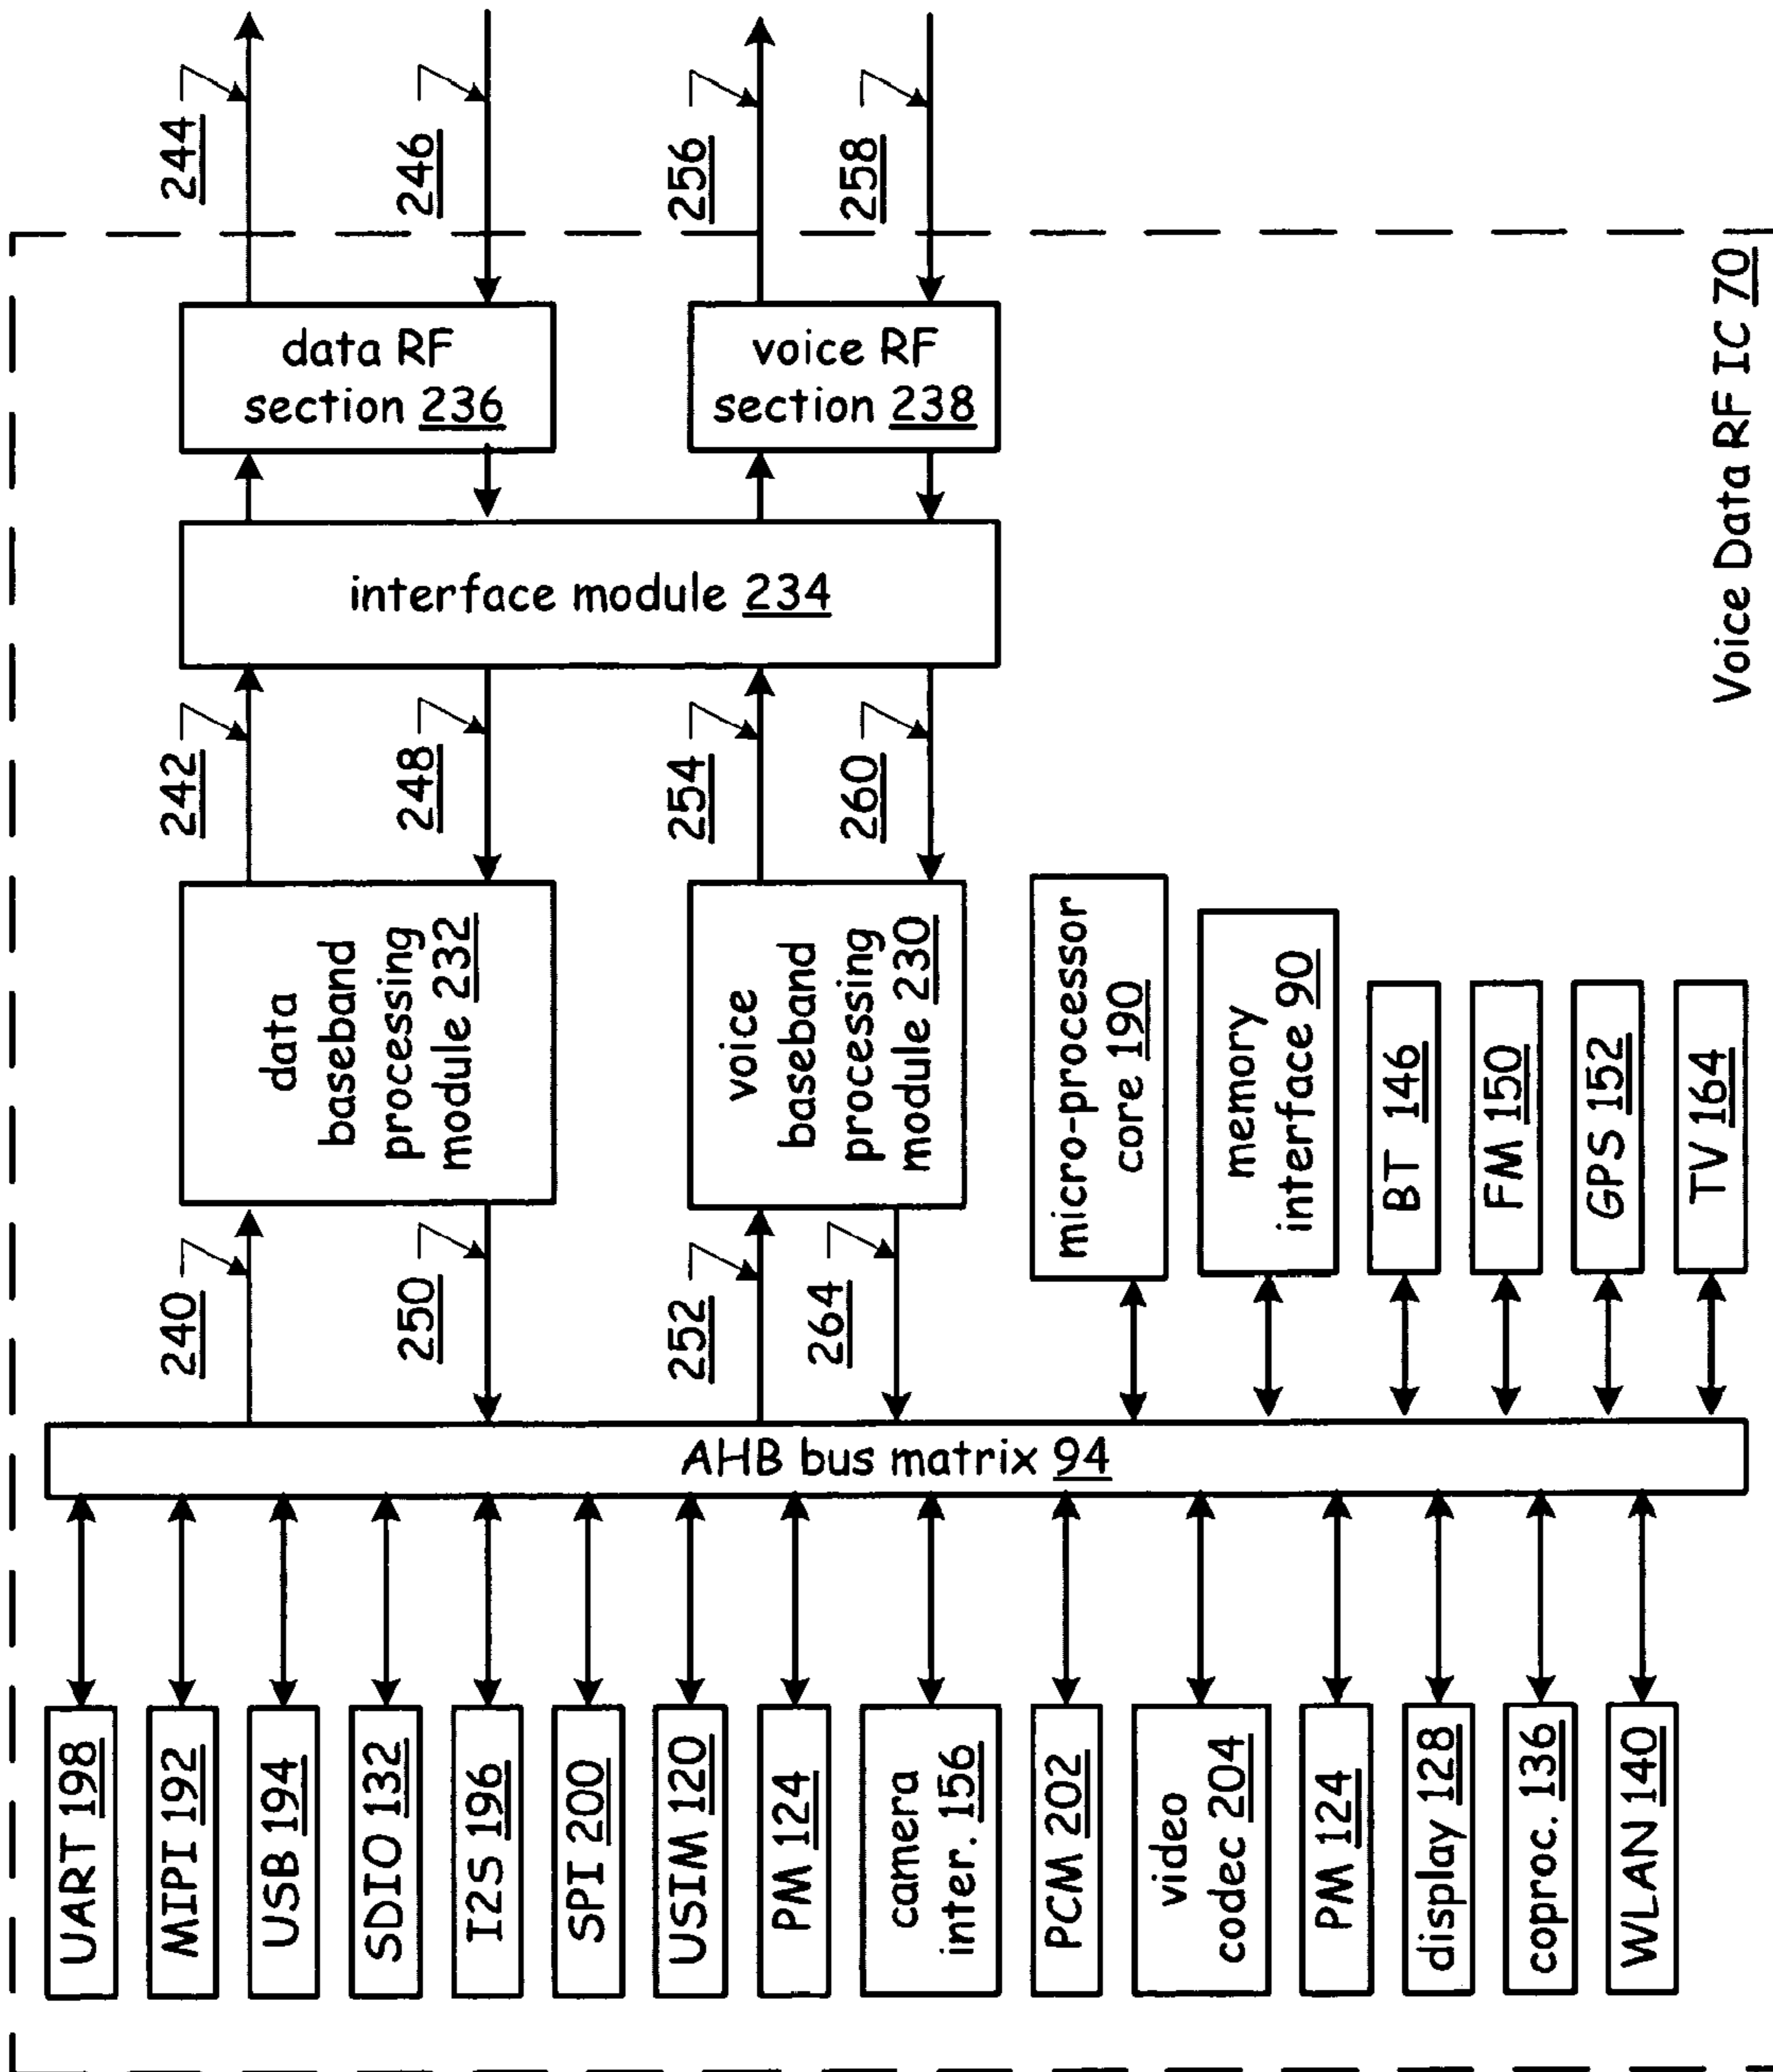 244
246
256
258
data RF
section 236
voice RF
section 238
interface module 234
242
248
254
260
data
baseband
processing
module 232
voice
baseband
processing
module 230
micro-processor
core 190
memory
interface 90
BT 146
FM 150
GPS 152
TV 164
240
250
252
264
AHB bus matrix 94
UART 198
MIPI 192
USB 194
SDIO 132
I2S 196
SPI 200
USIM 120
PM 124
camera
inter. 156
PCM 202
video
codec 204
PM 124
display 128
coproc. 136
WLAN 140
Voice Data RF IC 70